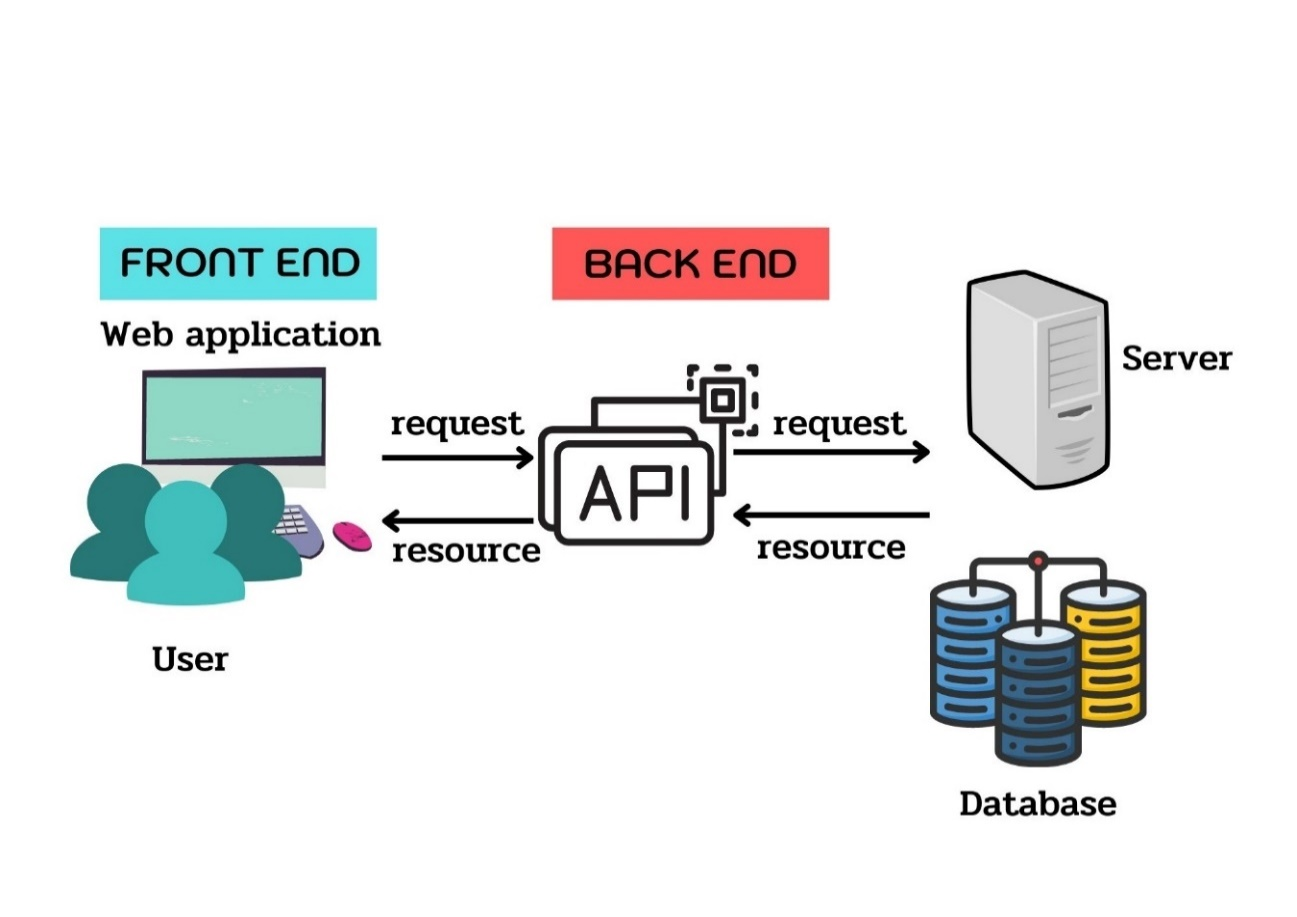 FRONT END
BACK END
Web application
Server
request
request
API
resource
resource
User
Database